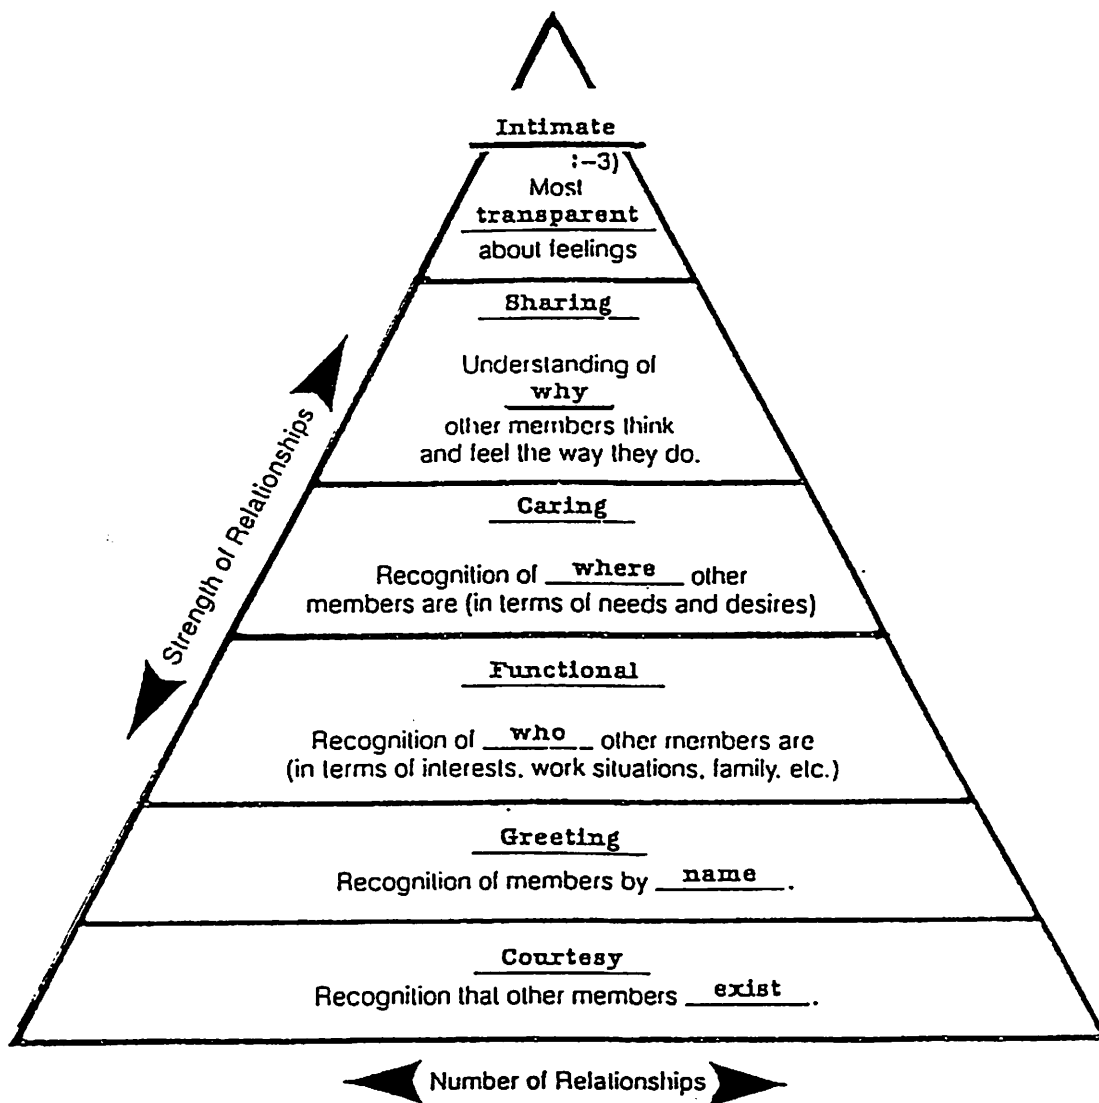 Intimate
:-3)
Most
transparent
about feelings
Sharing
Understanding of
why
other members think
and feel the way they do.
Caring
Recognition of where other
members are (in terms of needs and desires)
Functional
Recognition of who other members are
(in terms of interests, work situations, family, etc.)
Greeting
Recognition of members by name.
Courtesy
Recognition that other members exist.
Strength of Relationships
Number of Relationships